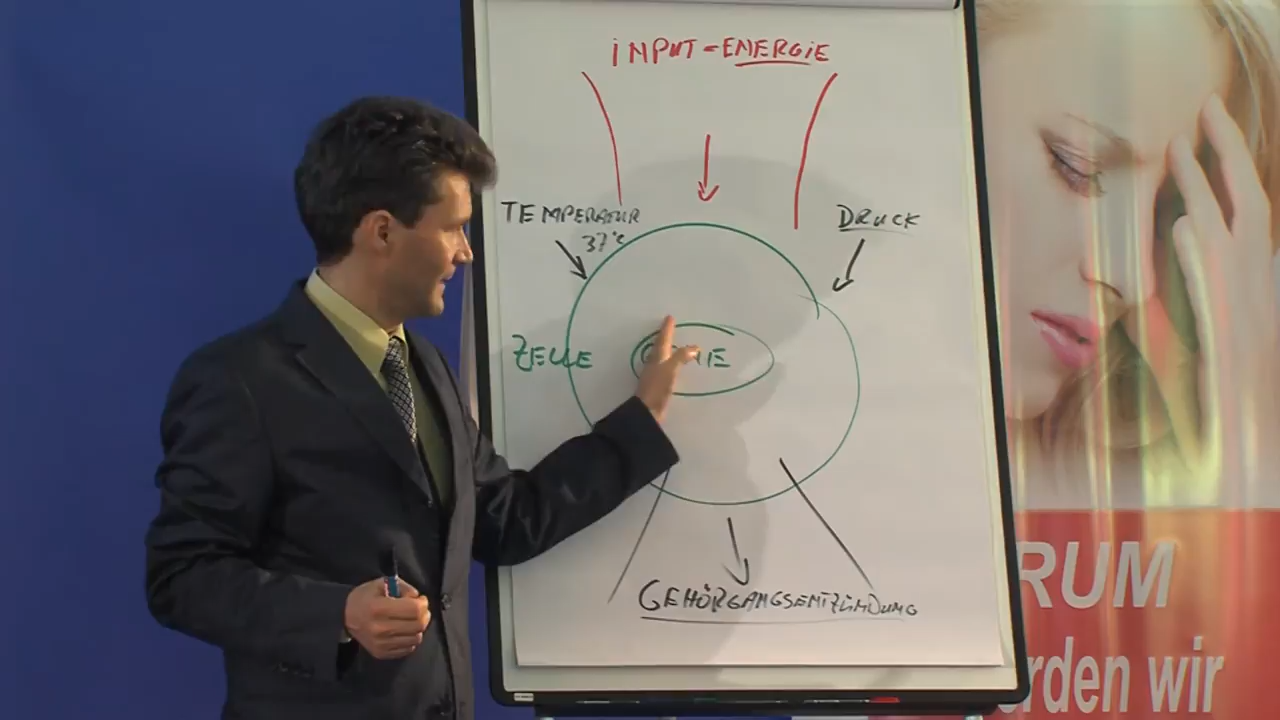 INPUT = ENERGIE
TEMPERATUR
37°C
DRUCK
ZELLE
GEHÖRGANGSENTZÜNDUNG
RUM
rden wir